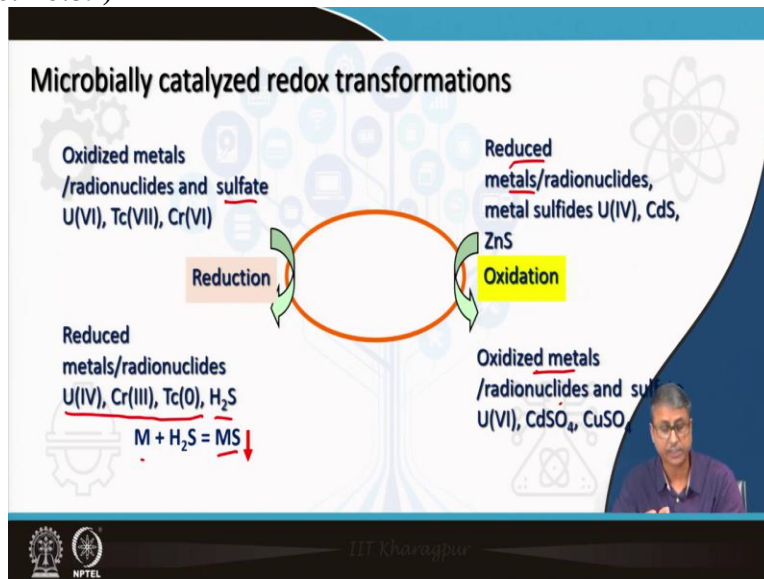 Microbially catalyzed redox transformations
Oxidized metals
/radionuclides and sulfate
U(VI), Tc(VII), Cr(VI)
Reduction
Reduced
metals/radionuclides
U(IV), Cr(III), Tc(0), H₂S
M + H₂S = MS
Reduced
metals/radionuclides,
metal sulfides U(IV), CdS,
ZnS
Oxidation
Oxidized metals
/radionuclides and
U(VI), CdSO₄, CuSO₄
IIT Kharagpur
NPTEL